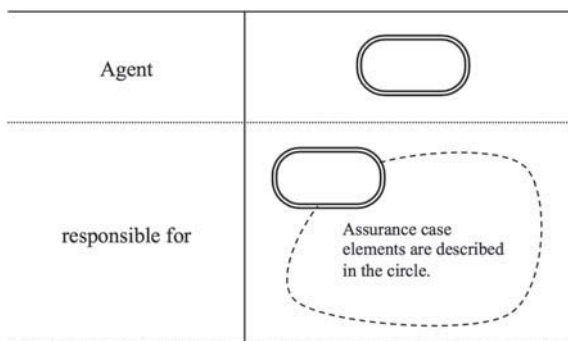 Agent
responsible for
Assurance case
elements are described
in the circle.